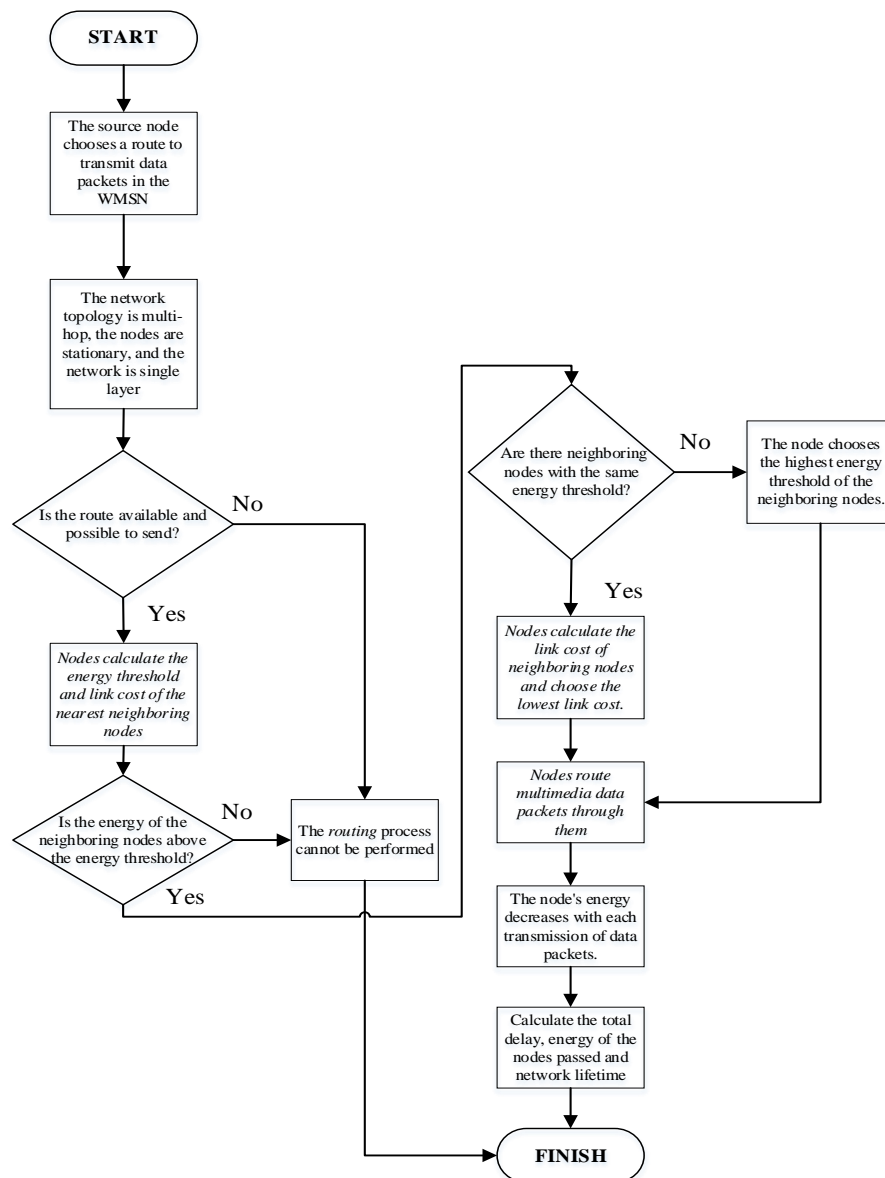 START
The source node
chooses a route to
transmit data
packets in the
WMSN
The network
topology is multi-
hop, the nodes are
stationary, and the
network is single
layer
Is the route available and
possible to send?
No
Yes
Nodes calculate the
energy threshold
and link cost of the
nearest neighboring
nodes
Is the energy of the
neighboring nodes above
the energy threshold?
No
Yes
The routing process
cannot be performed
Are there neighboring
nodes with the same
energy threshold?
No
The node chooses
the highest energy
threshold of the
neighboring nodes.
Yes
Nodes calculate the
link cost of
neighboring nodes
and choose the
lowest link cost.
Nodes route
multimedia data
packets through
them
The node's energy
decreases with each
transmission of data
packets.
Calculate the total
delay, energy of the
nodes passed and
network lifetime
FINISH